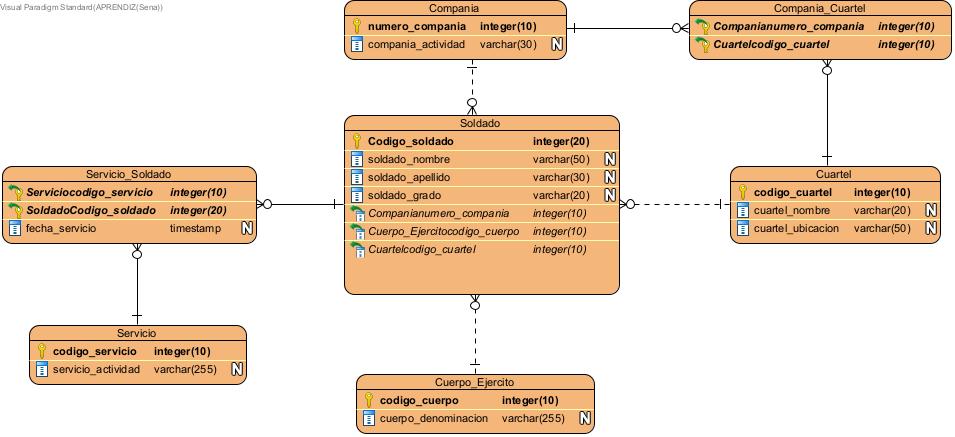 Visual Paradigm Standard(APRENDIZ(Sena))
Compania
numero_compania integer(10)
compania_actividad varchar(30) N
Compania_Cuartel
Companianumero_compania integer(10)
Cuartelcodigo_cuartel integer(10)
Soldado
Codigo_soldado integer(20)
soldado_nombre varchar(50) N
soldado_apellido varchar(30) N
soldado_grado varchar(20) N
Companianumero_compania integer(10)
Cuerpo_Ejercitocodigo_cuerpo integer(10)
Cuartelcodigo_cuartel integer(10)
Servicio_Soldado
Serviciocodigo_servicio integer(10)
SoldadoCodigo_soldado integer(20)
fecha_servicio timestamp N
Cuartel
codigo_cuartel integer(10)
cuartel_nombre varchar(20) N
cuartel_ubicacion varchar(50) N
Servicio
codigo_servicio integer(10)
servicio_actividad varchar(255) N
Cuerpo_Ejercito
codigo_cuerpo integer(10)
cuerpo_denominacion varchar(255) N